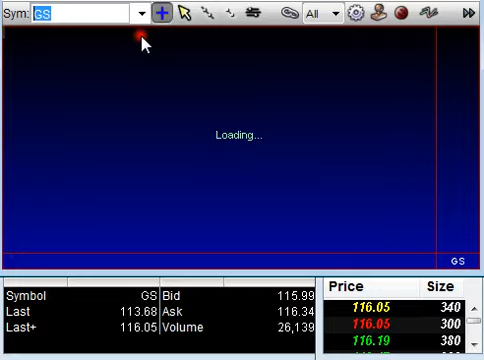 Sym: GS All
Loading...
GS
Symbol GS Bid 115.99
Last 113.68 Ask 116.34
Last+ 116.05 Volume 26,139
Price Size
116.05 340
116.05 300
116.19 380